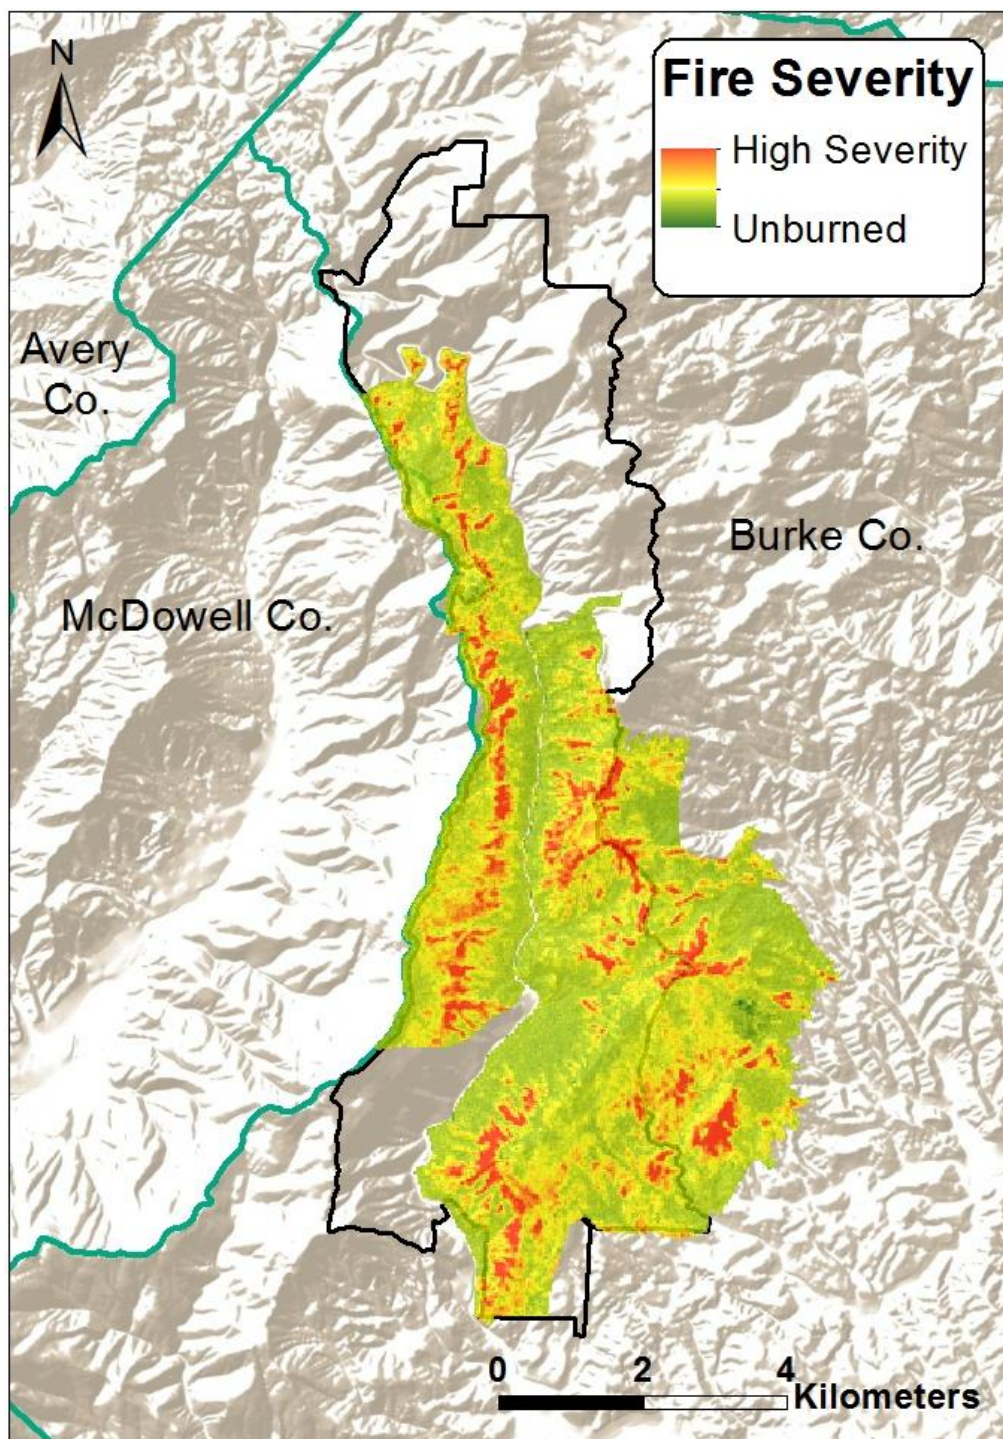 N
Fire Severity
High Severity
Unburned
Avery
Co.
Burke Co.
McDowell Co.
0 2 4
Kilometers